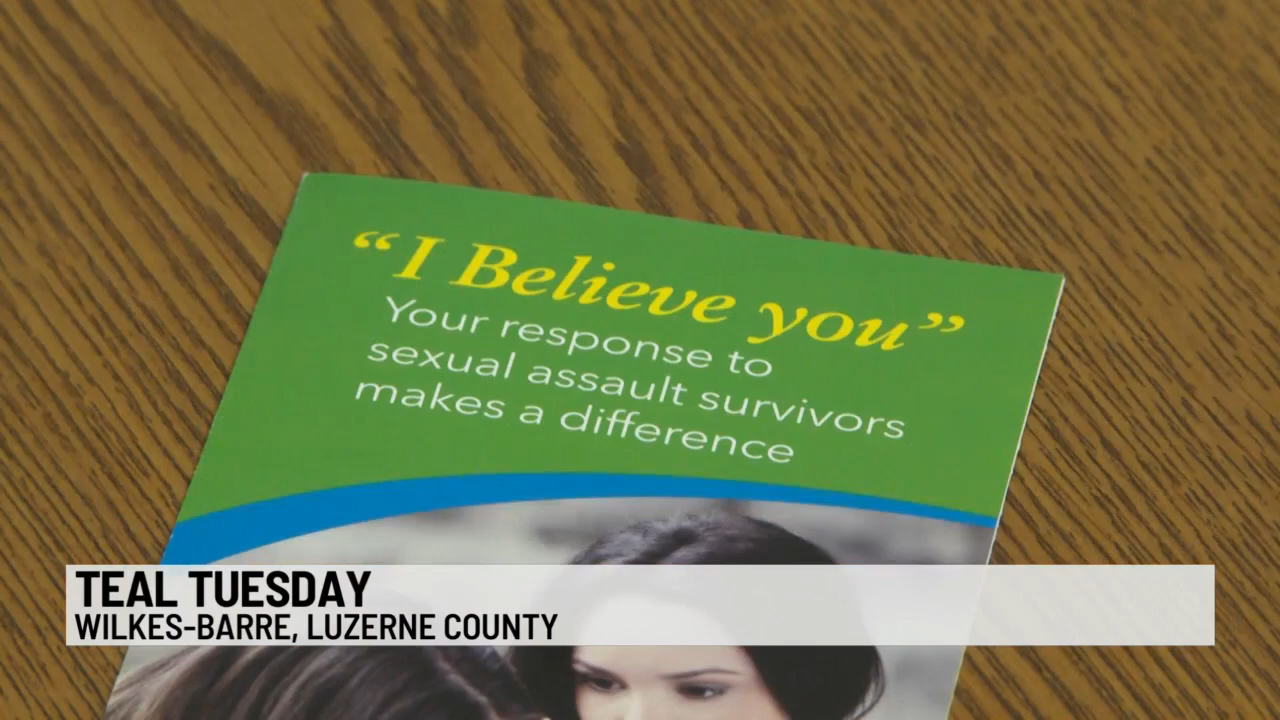 “I Believe you”
Your response to
sexual assault survivors
makes a difference
TEAL TUESDAY
WILKES-BARRE, LUZERNE COUNTY